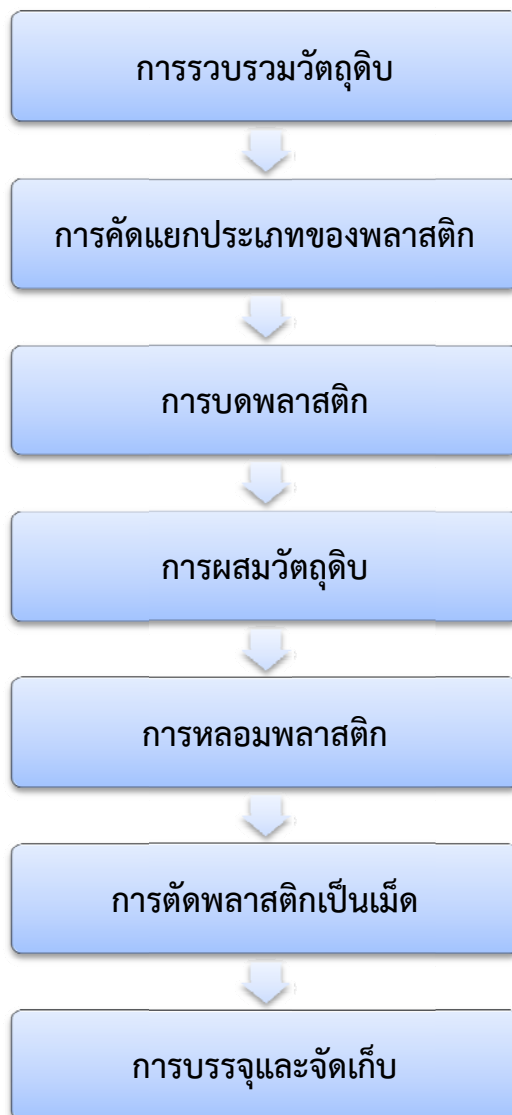 การรวบรวมวัตถุดิบ
การคัดแยกประเภทของพลาสติก
การบดพลาสติก
การผสมวัตถุดิบ
การหลอมพลาสติก
การตัดพลาสติกเป็นเม็ด
การบรรจุและจัดเก็บ